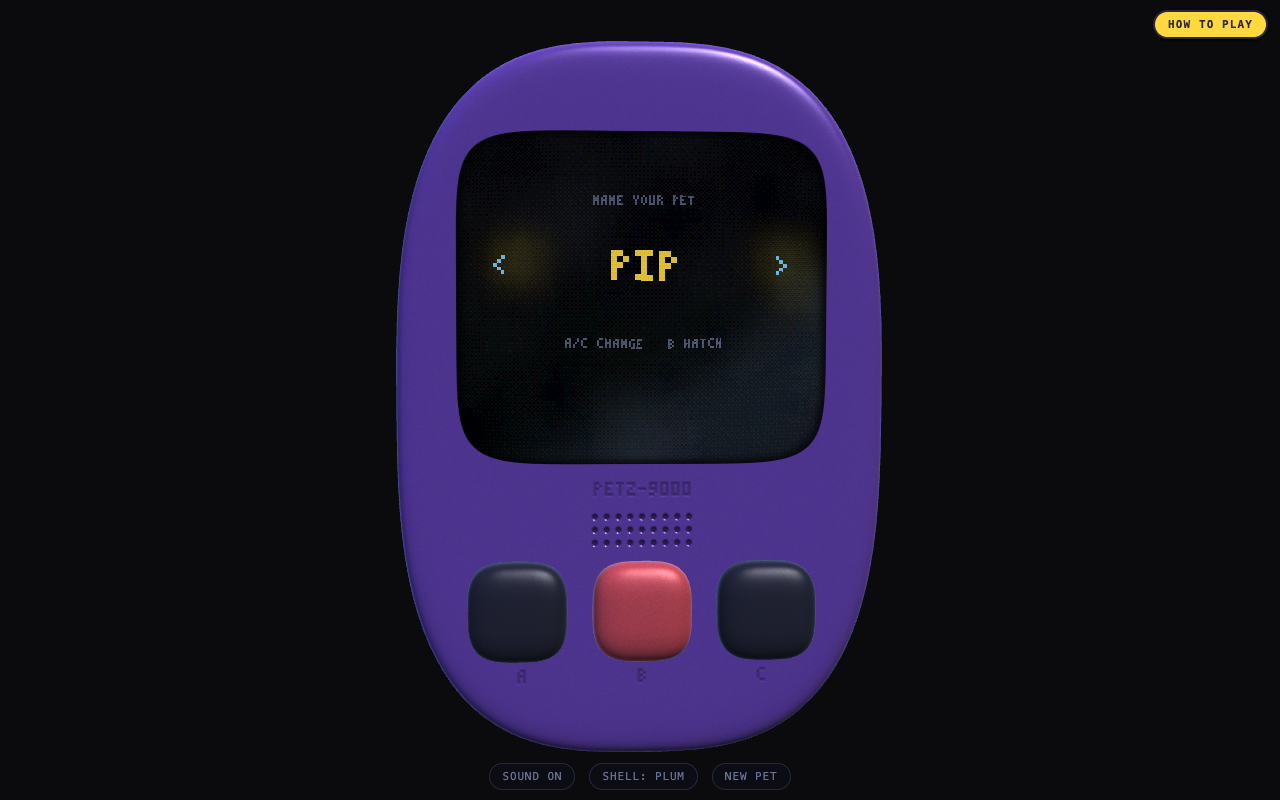 HOW TO PLAY
NAME YOUR PET
< PIP >
A/C CHANGE B HATCH
PETZ-9000
A B C
SOUND ON SHELL: PLUM NEW PET